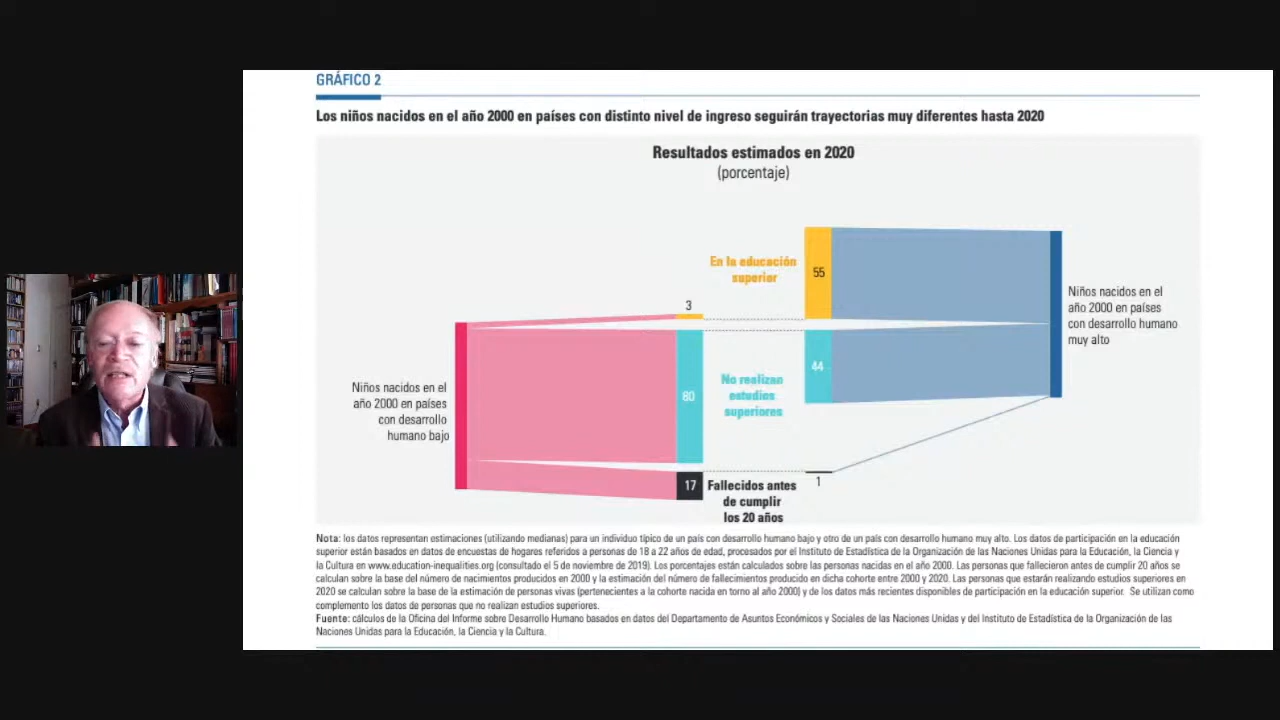 GRÁFICO 2
Los niños nacidos en el año 2000 en países con distinto nivel de ingreso seguirán trayectorias muy diferentes hasta 2020
Resultados estimados en 2020
(porcentaje)
En la educación
superior
55
3
Niños nacidos en el
año 2000 en países
con desarrollo humano
muy alto
44
No realizan
estudios
superiores
80
Niños nacidos en el
año 2000 en países
con desarrollo
humano bajo
17
Fallecidos antes
de cumplir
los 20 años
1
Nota: los datos representan estimaciones (utilizando medianas) para un individuo típico de un país con desarrollo humano bajo y otro de un país con desarrollo humano muy alto. Los datos de participación en la educación
superior están basados en datos de encuestas de hogares referidos a personas de 18 a 22 años de edad, procesados por el Instituto de Estadística de la Organización de las Naciones Unidas para la Educación, la Ciencia y
la Cultura en www.education-inequalities.org (consultado el 5 de noviembre de 2019). Los porcentajes están calculados sobre las personas nacidas en el año 2000. Las personas que fallecieron antes de cumplir 20 años se
calculan sobre la base del número de nacimientos producidos en 2000 y la estimación del número de fallecimientos producido en dicha cohorte entre 2000 y 2020. Las personas que estarán realizando estudios superiores en
2020 se calculan sobre la base de la estimación de personas vivas (pertenecientes a la cohorte nacida en torno al año 2000) y de los datos más recientes disponibles de participación en la educación superior. Se utilizan como
complemento los datos de personas que no realizan estudios superiores.
Fuente: cálculos de la Oficina del Informe sobre Desarrollo Humano basados en datos del Departamento de Asuntos Económicos y Sociales de las Naciones Unidas y del Instituto de Estadística de la Organización de las
Naciones Unidas para la Educación, la Ciencia y la Cultura.